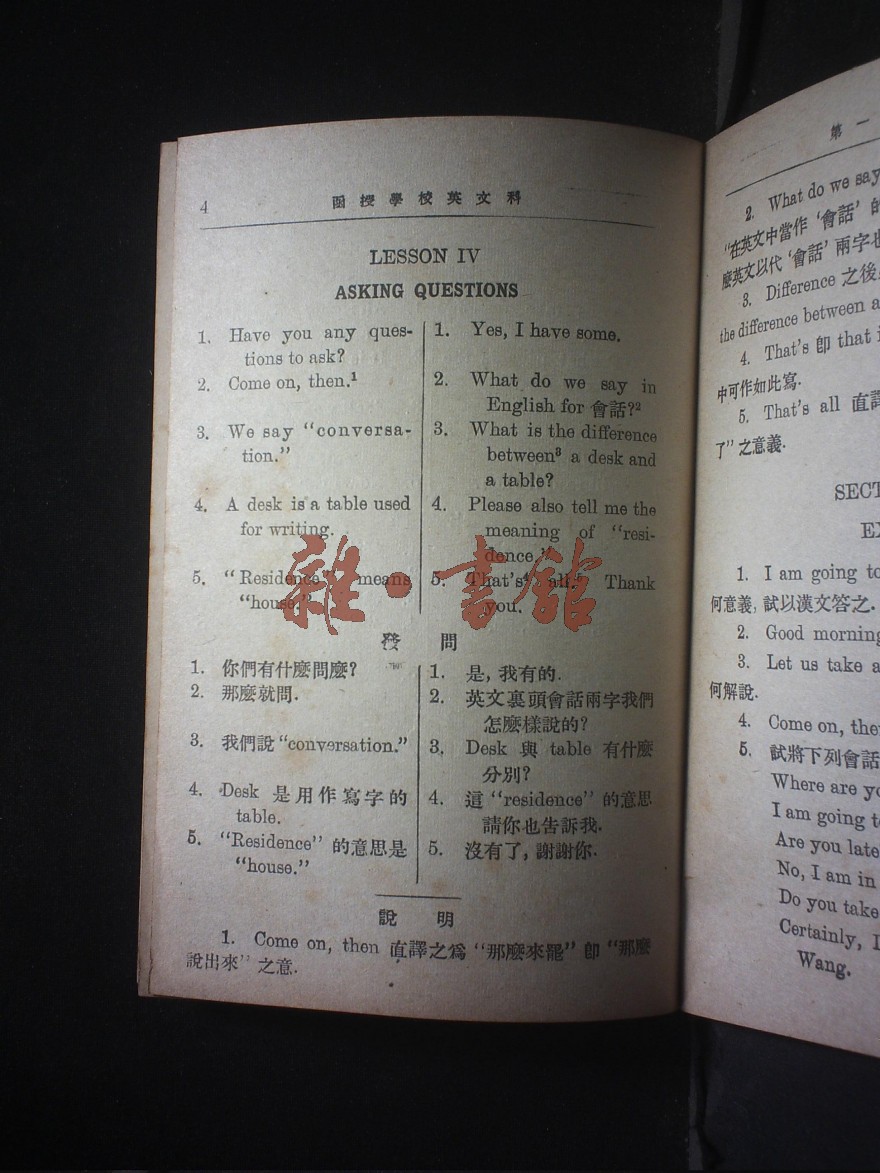 4 函授學校英文科
LESSON IV
ASKING QUESTIONS
1. Have you any ques-
tions to ask?
2. Come on, then.¹
3. We say "conversa-
tion."
4. A desk is a table used
for writing.
5. "Residence" means
"house."
1. Yes, I have some.
2. What do we say in
English for 會話?²
3. What is the difference
between³ a desk and
a table?
4. Please also tell me the
meaning of "resi-
dence."
5. That's⁴ all.⁵ Thank
you.
發問
1. 你們有什麼問麼?
2. 那麼就問.
3. 我們說 "conversation."
4. Desk 是用作寫字的
table.
5. "Residence" 的意思是
"house."
1. 是, 我有的.
2. 英文裏頭會話兩字我們
怎麼樣說的?
3. Desk 與 table 有什麼
分別?
4. 這 "residence" 的意思
請你也告訴我.
5. 沒有了, 謝謝你.
說明
1. Come on, then 直譯之爲 "那麼來罷" 卽 "那麼
說出來" 之意.
雜·書館
第一
2. What do we say
"在英文中當作 '會話' 的
麼英文以代 '會話' 兩字也
3. Difference 之後
the difference between a
4. That's 卽 that i
中可作如此寫.
5. That's all 直譯
了" 之意義.
SECT
EX
1. I am going to
何意義, 試以漢文答之.
2. Good morning
3. Let us take a
何解說.
4. Come on, the
5. 試將下列會話
Where are yo
I am going to
Are you late
No, I am in
Do you take
Certainly, I
Wang.